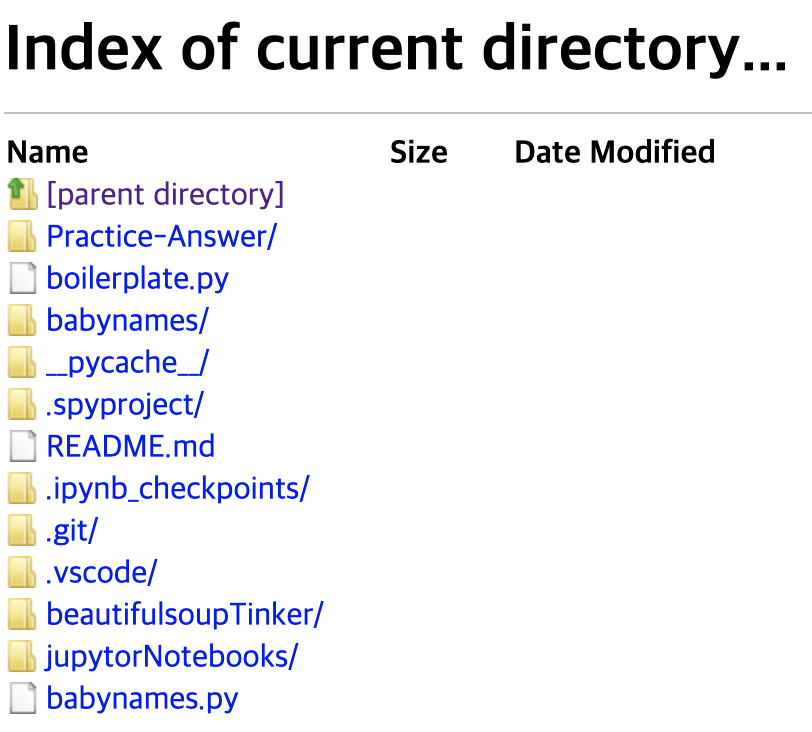 Index of current directory...
Name Size Date Modified
[parent directory]
Practice-Answer/
boilerplate.py
babynames/
__pycache__/
.spyproject/
README.md
.ipynb_checkpoints/
.git/
.vscode/
beautifulsoupTinker/
jupytorNotebooks/
babynames.py